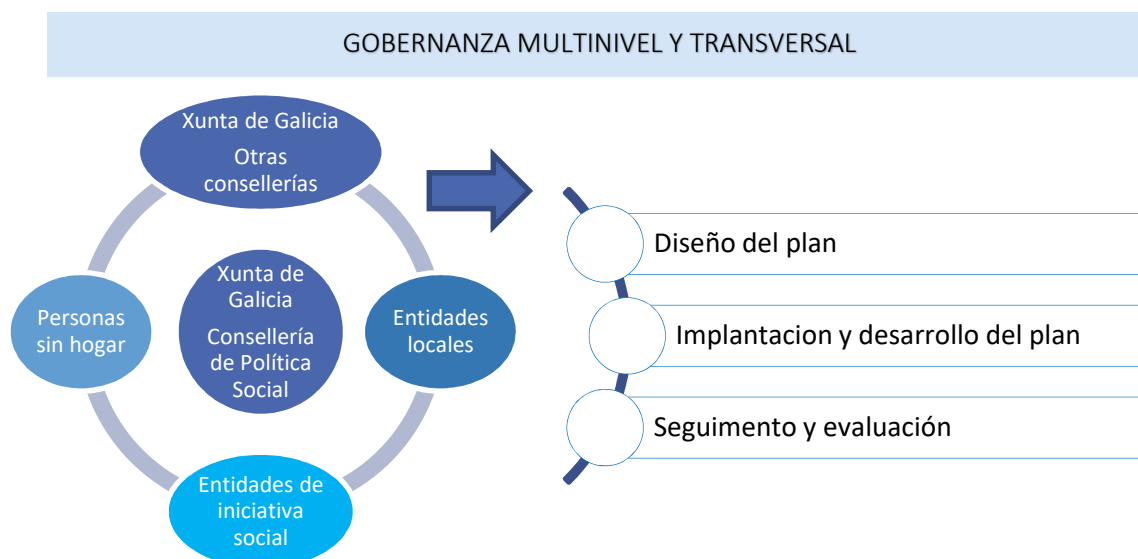 GOBERNANZA MULTINIVEL Y TRANSVERSAL
Xunta de Galicia
Otras
consellerías
Personas
sin hogar
Xunta de
Galicia
Consellería
de Política
Social
Entidades
locales
Entidades de
iniciativa
social
Diseño del plan
Implantacion y desarrollo del plan
Seguimento y evaluación